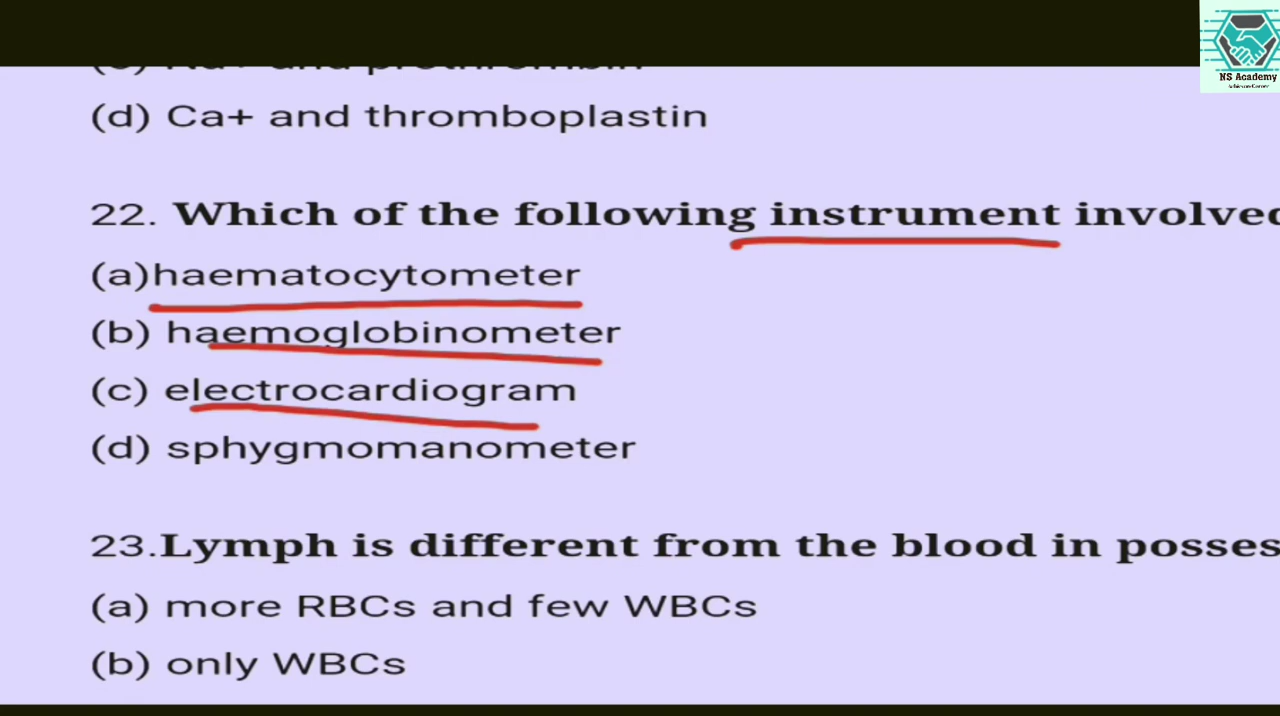 NS Academy
(d) Ca+ and thromboplastin
22. Which of the following instrument involved
(a)haematocytometer
(b) haemoglobinometer
(c) electrocardiogram
(d) sphygmomanometer
23.Lymph is different from the blood in posses
(a) more RBCs and few WBCs
(b) only WBCs